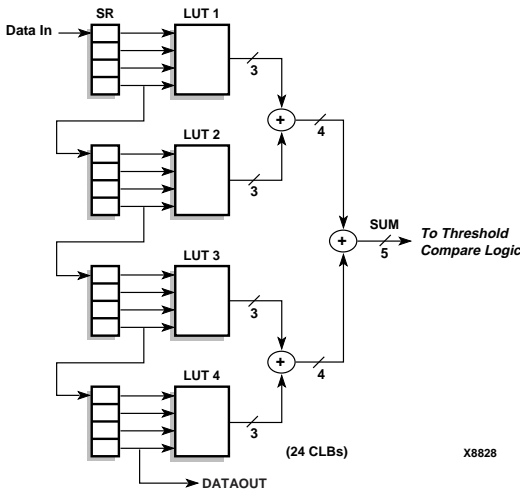 SR
LUT 1
Data In
3
+
4
LUT 2
3
SUM
+
5
To Threshold
Compare Logic
LUT 3
3
+
4
LUT 4
3
(24 CLBs)
X8828
DATAOUT